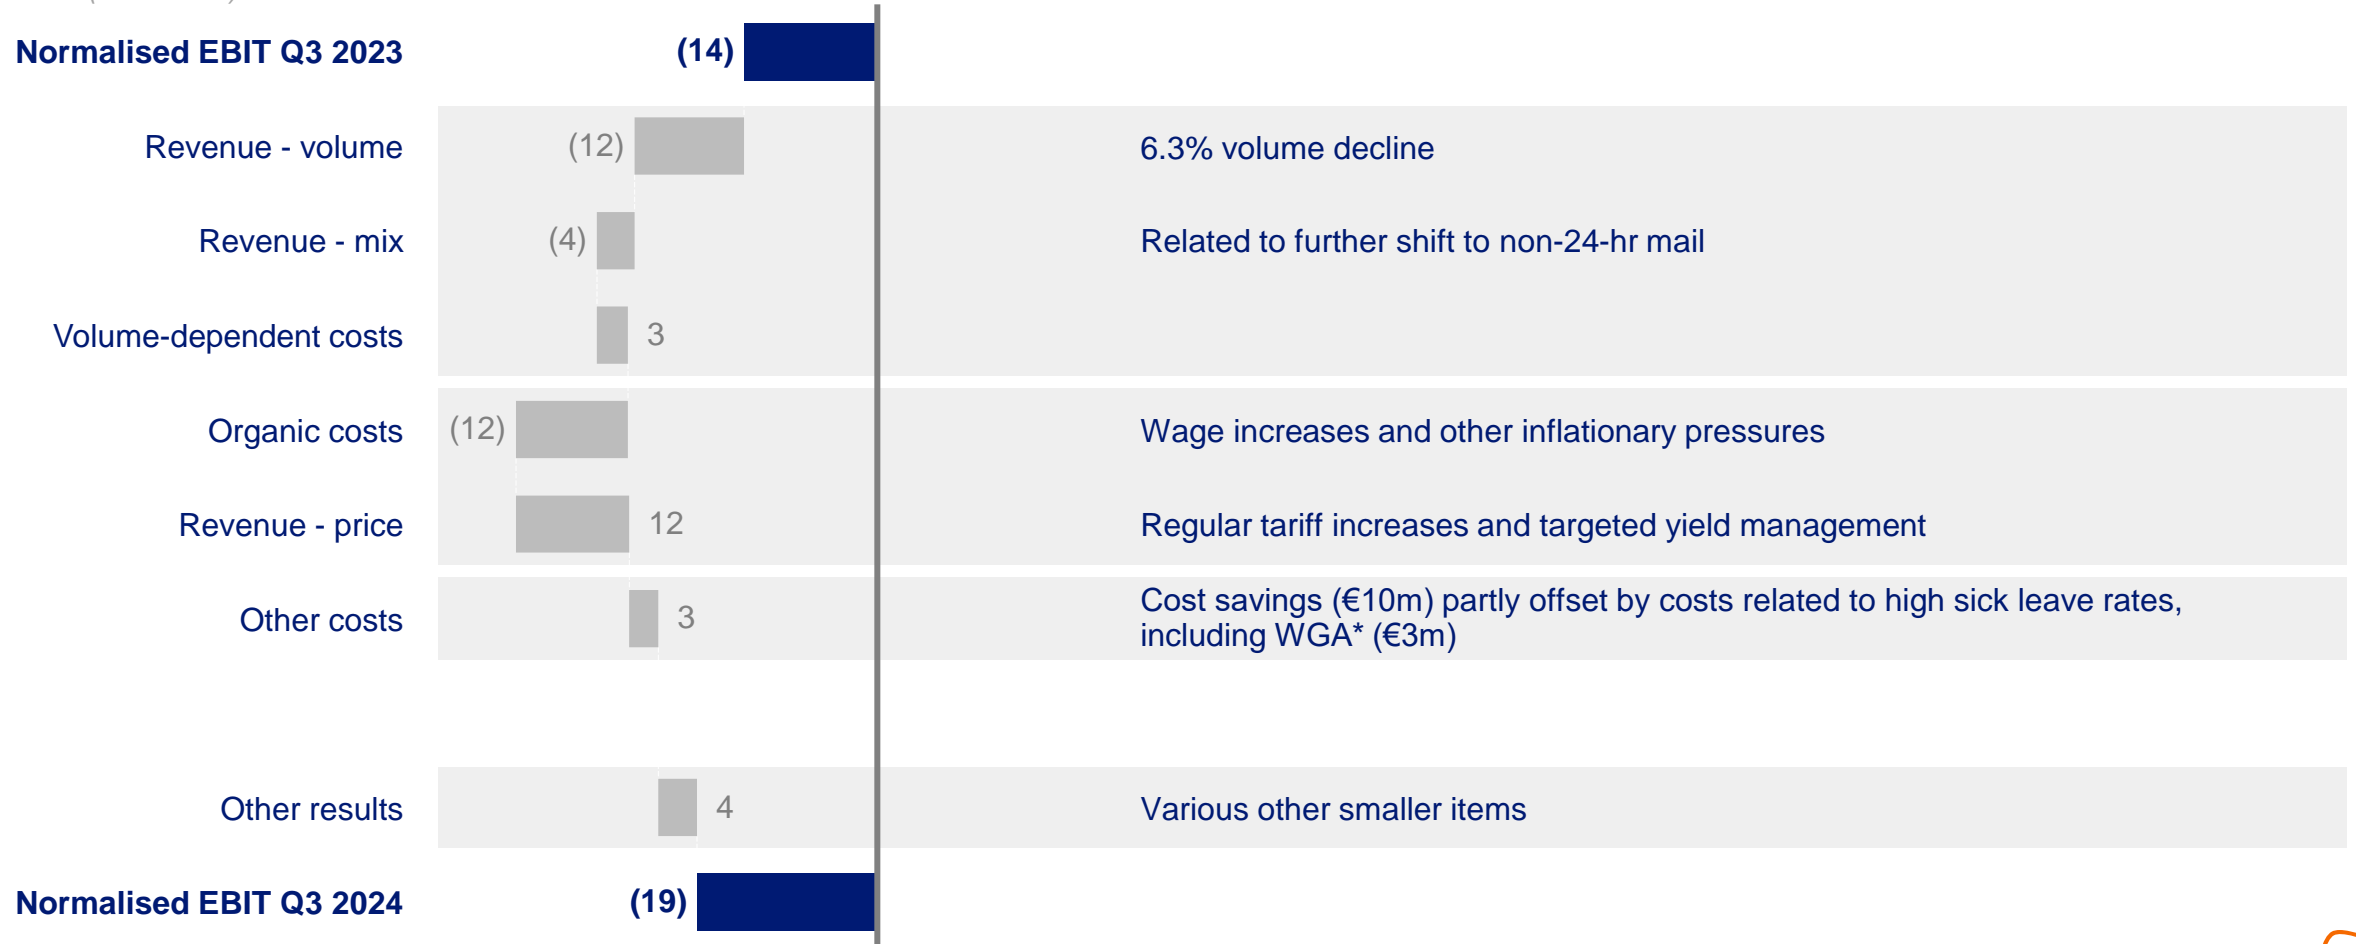 Normalised EBIT Q3 2023 (14)
Revenue - volume (12) 6.3% volume decline
Revenue - mix (4) Related to further shift to non-24-hr mail
Volume-dependent costs 3
Organic costs (12) Wage increases and other inflationary pressures
Revenue - price 12 Regular tariff increases and targeted yield management
Other costs 3 Cost savings (€10m) partly offset by costs related to high sick leave rates,
including WGA* (€3m)
Other results 4 Various other smaller items
Normalised EBIT Q3 2024 (19)